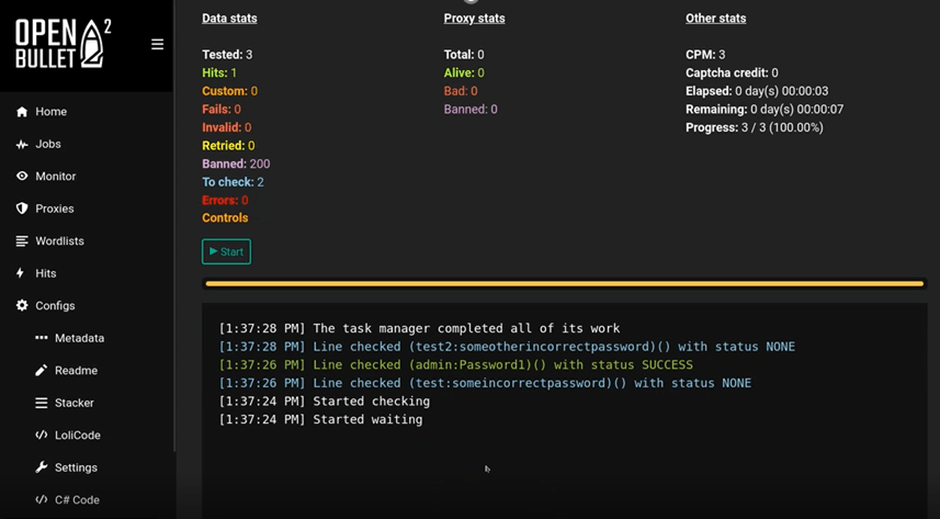 OPEN 2
BULLET
Home
Jobs
Monitor
Proxies
Wordlists
Hits
Configs
Metadata
Readme
Stacker
LoliCode
Settings
C# Code
Data stats
Tested: 3
Hits: 1
Custom: 0
Fails: 0
Invalid: 0
Retried: 0
Banned: 200
To check: 2
Errors: 0
Controls
Start
Proxy stats
Total: 0
Alive: 0
Bad: 0
Banned: 0
Other stats
CPM: 3
Captcha credit: 0
Elapsed: 0 day(s) 00:00:03
Remaining: 0 day(s) 00:00:07
Progress: 3 / 3 (100.00%)
[1:37:28 PM] The task manager completed all of its work
[1:37:28 PM] Line checked (test2:someotherincorrectpassword)() with status NONE
[1:37:26 PM] Line checked (admin:Password1)() with status SUCCESS
[1:37:26 PM] Line checked (test:someincorrectpassword)() with status NONE
[1:37:24 PM] Started checking
[1:37:24 PM] Started waiting